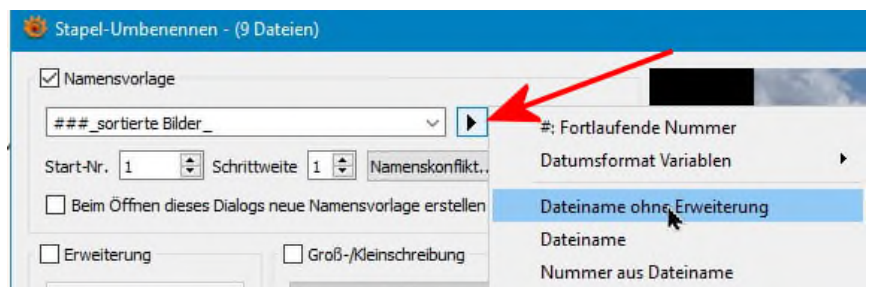 Stapel-Umbenennen - (9 Dateien)
Namensvorlage
###_sortierte Bilder_
#: Fortlaufende Nummer
Start-Nr. 1 Schrittweite 1 Namenskonflikt..
Datumsformat Variablen
Beim Öffnen dieses Dialogs neue Namensvorlage erstellen
Dateiname ohne Erweiterung
Dateiname
Erweiterung Groß-/Kleinschreibung
Nummer aus Dateiname